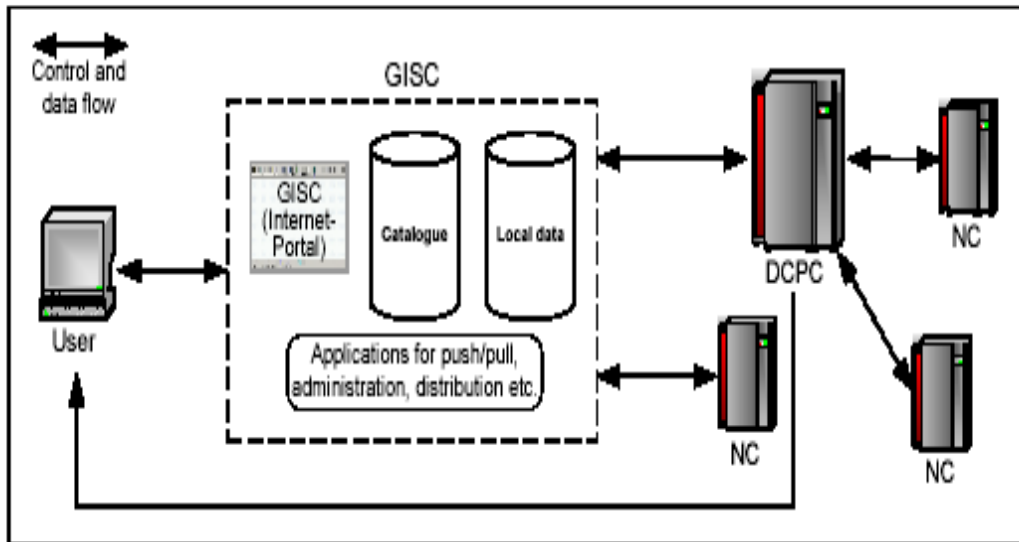 Control and
data flow
GISC
GISC
(Internet-
Portal)
Catalogue
Local data
Applications for push/pull,
administration, distribution etc.
User
DCPC
NC
NC
NC